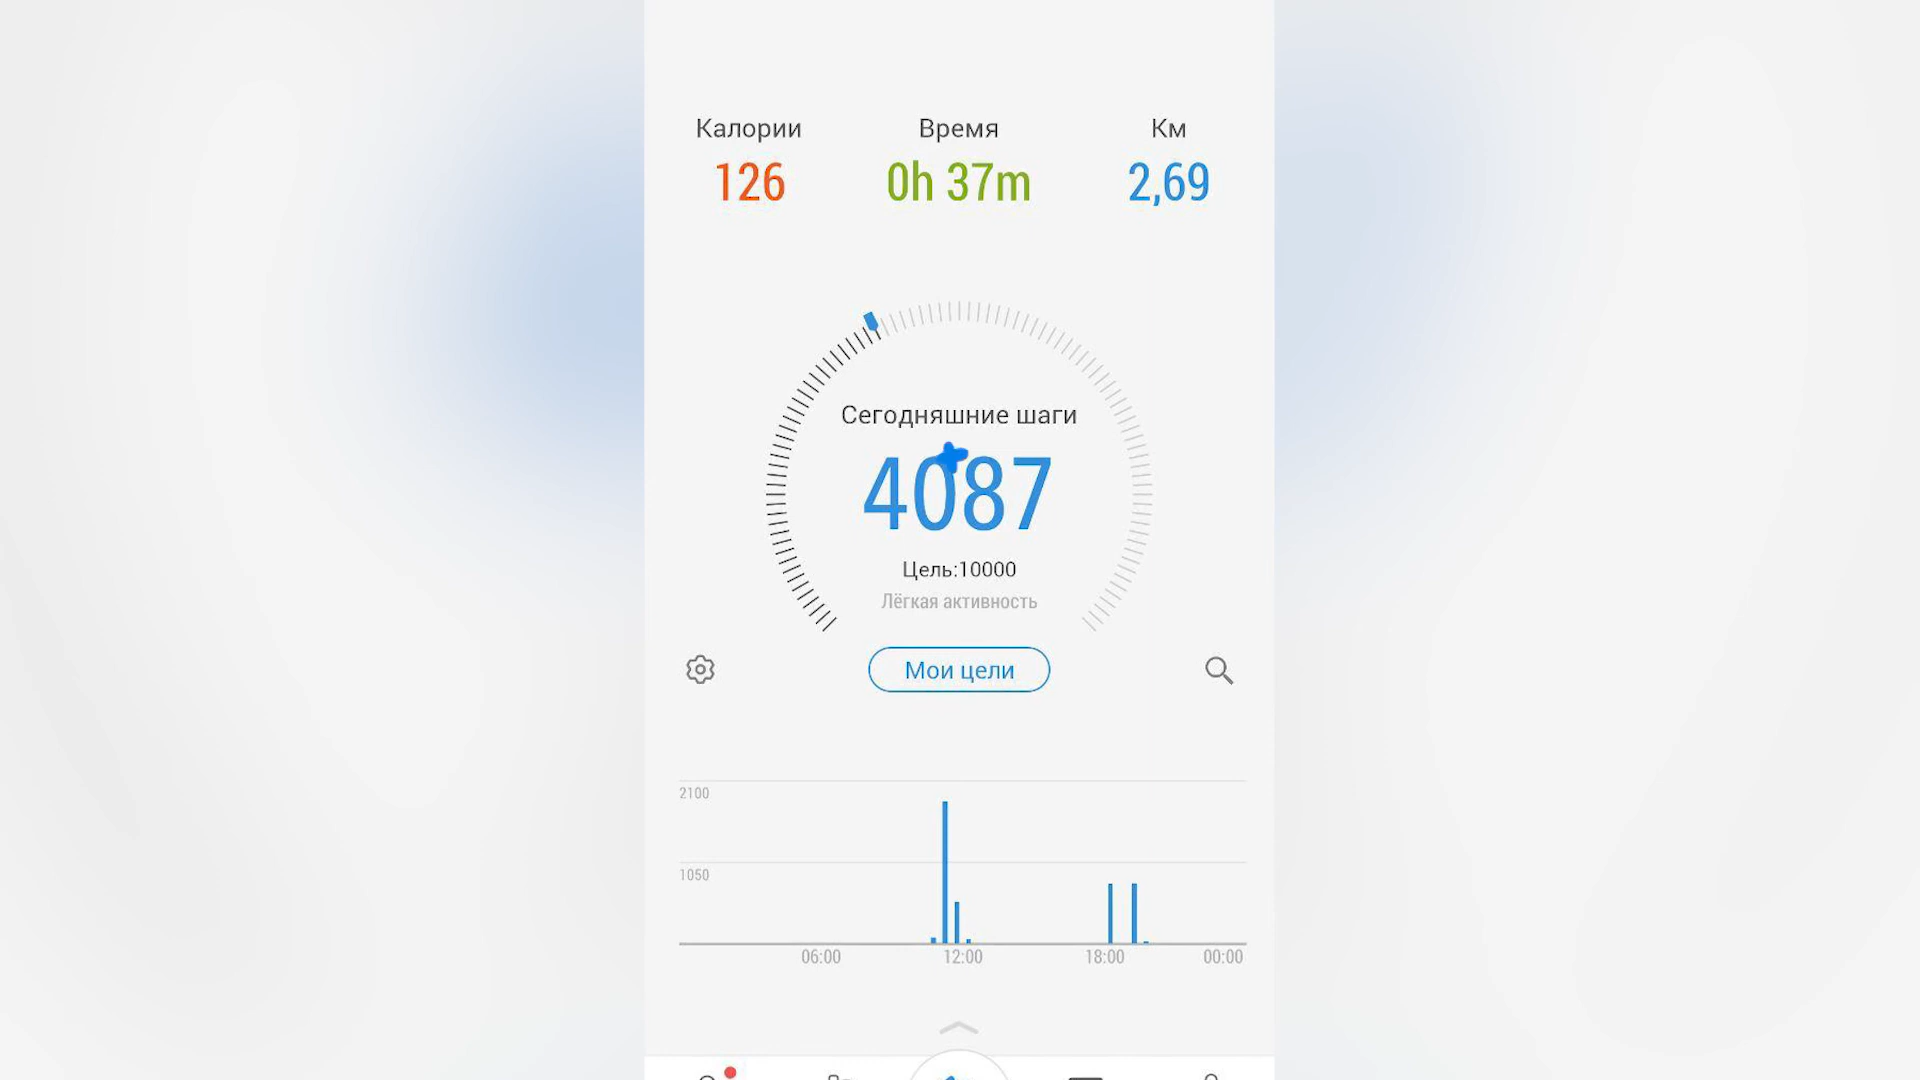 Калории Время Км
126 0h 37m 2,69
Сегодняшние шаги
4087
Цель:10000
Лёгкая активность
Мои цели
2100
1050
06:00 12:00 18:00 00:00